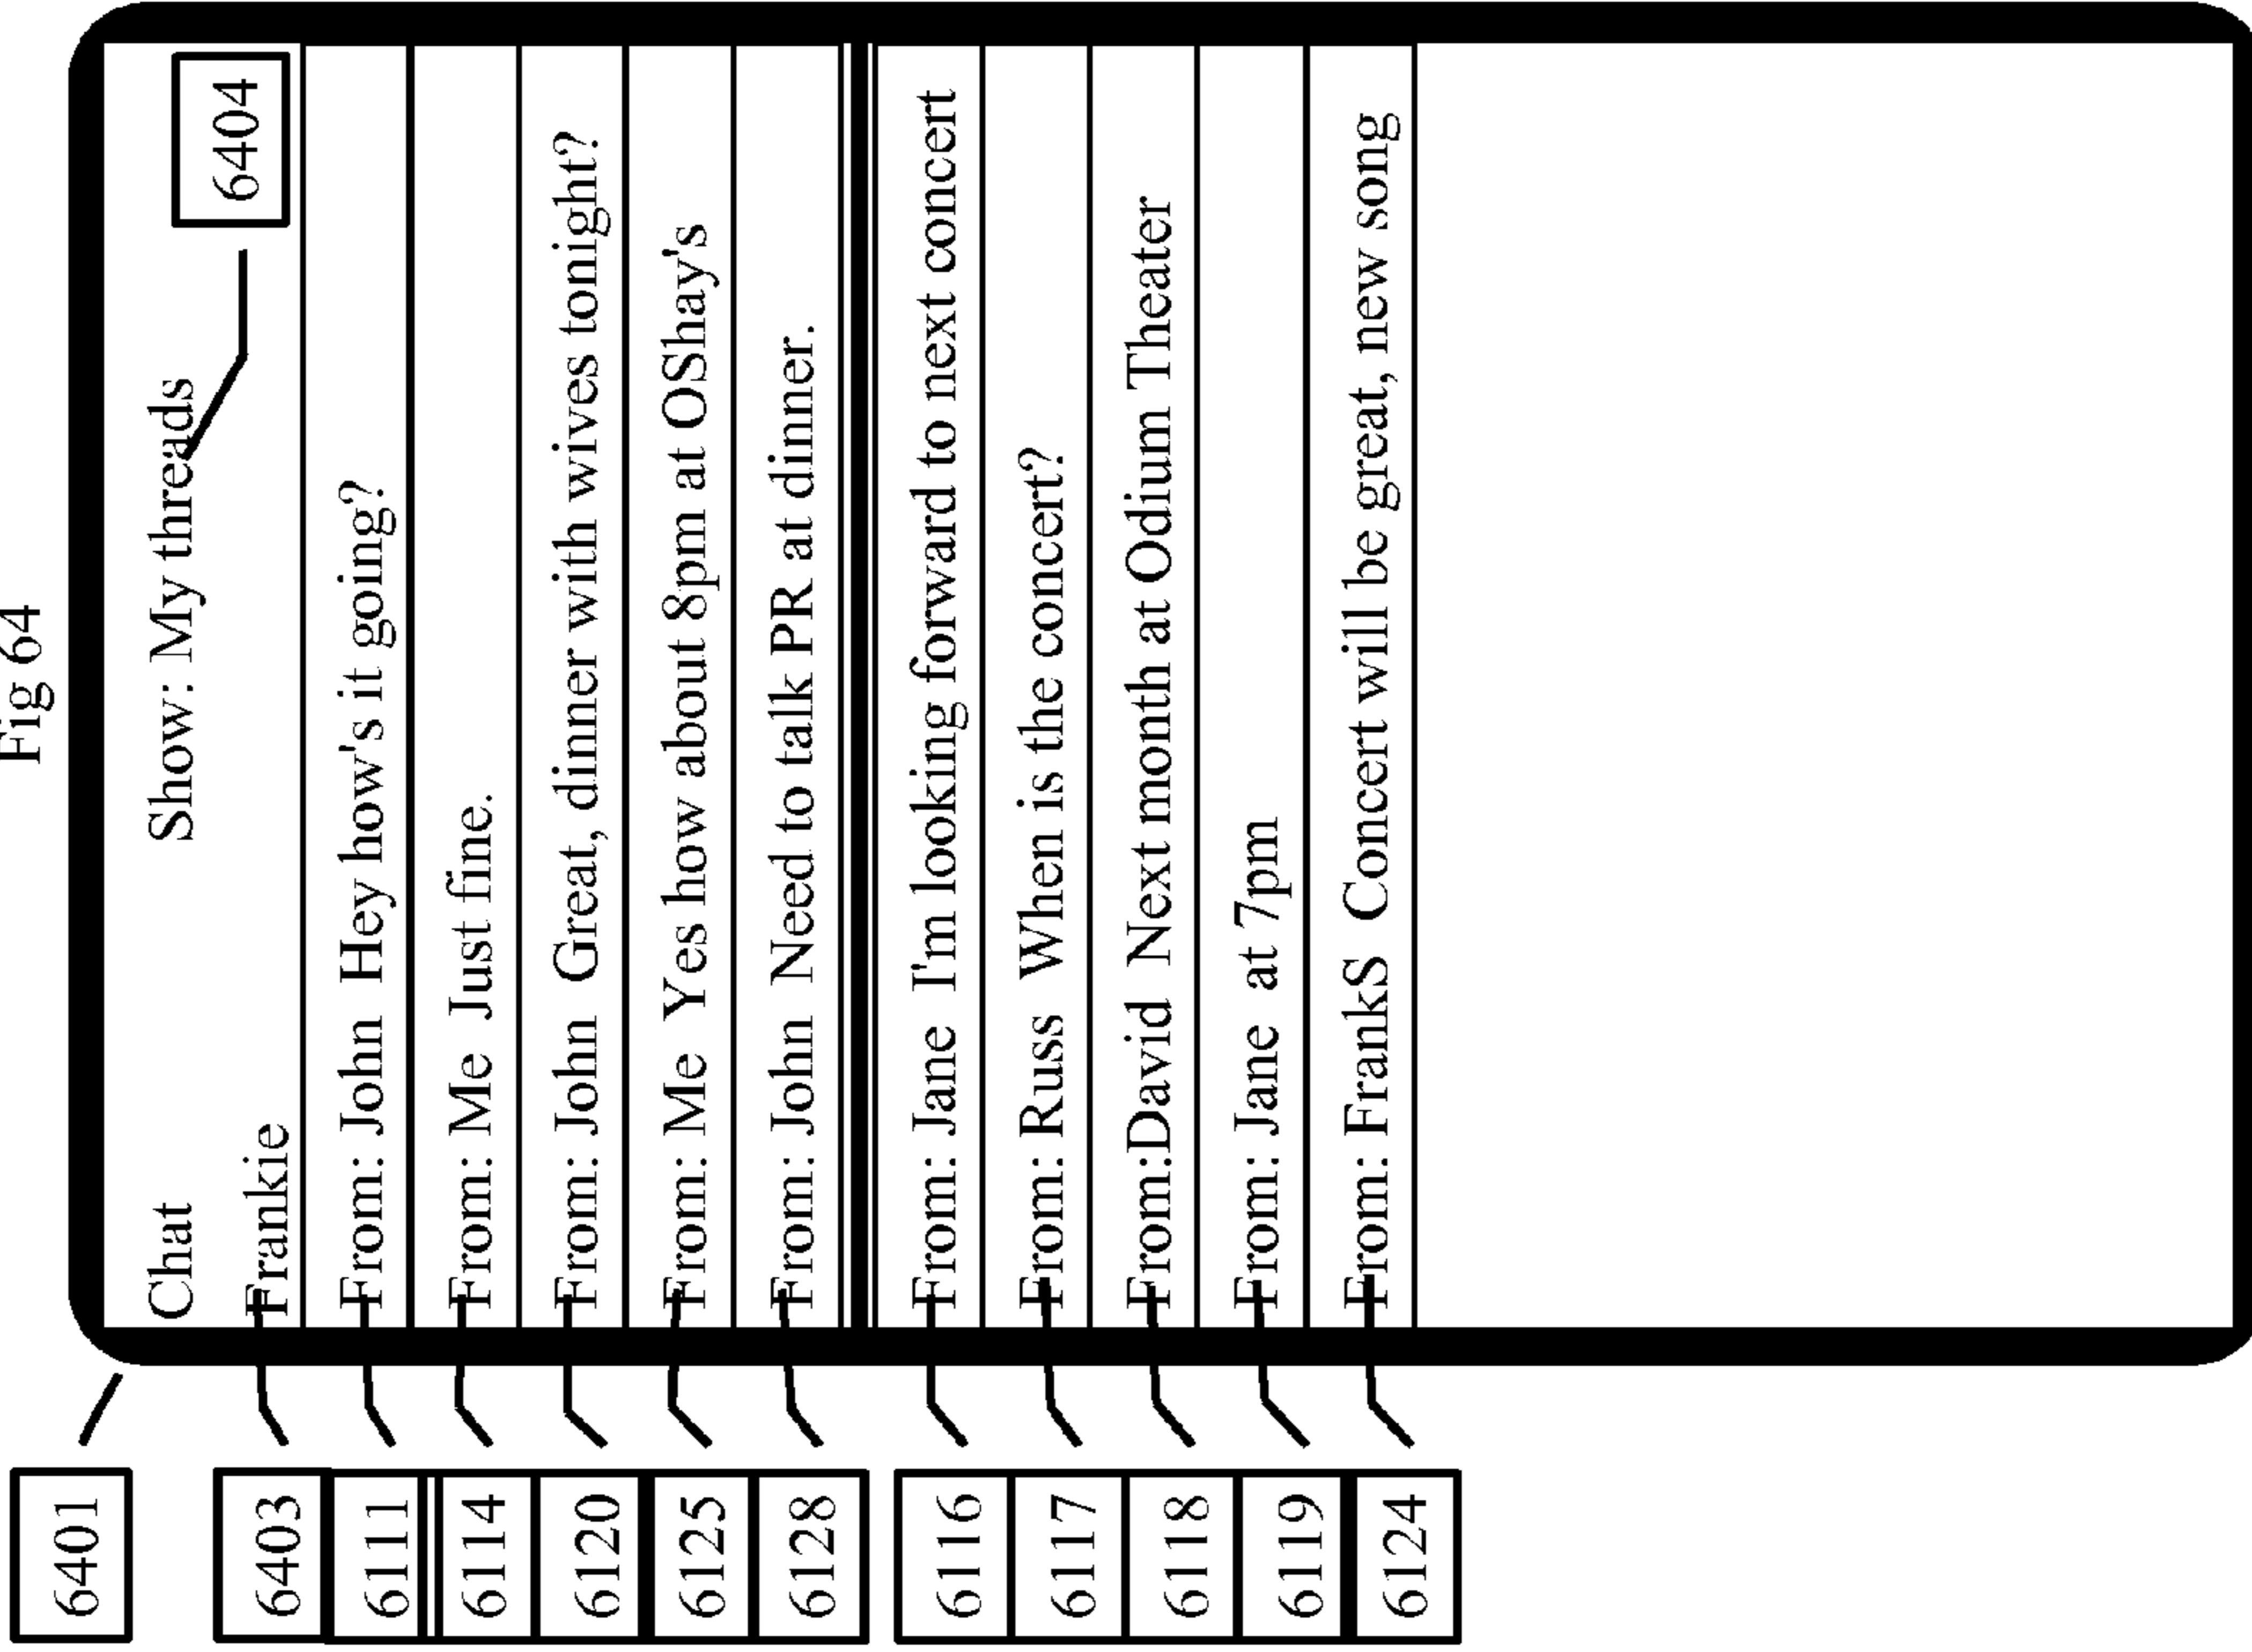 Fig 64
6401
Chat Show: My threads
6404
6403 Frankie
6111 From: John Hey how's it going?
6114 From: Me Just fine.
6120 From: John Great, dinner with wives tonight?
6125 From: Me Yes how about 8pm at OShay's
6128 From: John Need to talk PR at dinner.
6116 From: Jane I'm looking forward to next concert
6117 From: Russ When is the concert?
6118 From:David Next month at Odium Theater
6119 From: Jane at 7pm
6124 From: FrankS Concert will be great, new song